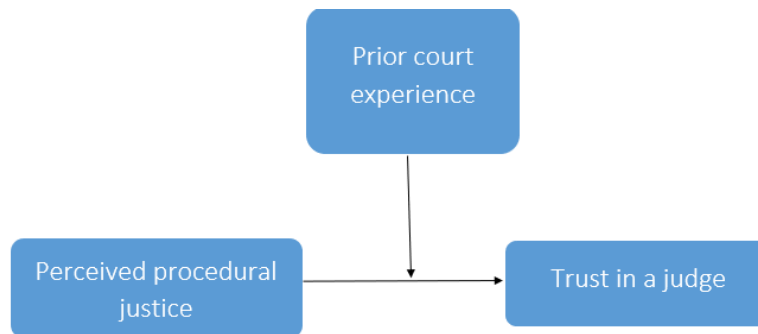 Prior court
experience
Perceived procedural
justice
Trust in a judge